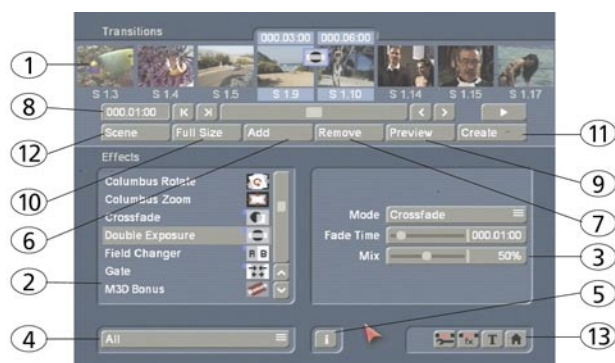 Transitions
000.03:00 000.06:00
1
S 1.3 S 1.4 S 1.5 S 1.9 S 1.10 S 1.14 S 1.15 S 1.17
8 000.01:00
12 Scene Full Size Add Remove Preview Create 11
Effects
10
9
6
7
Columbus Rotate
Columbus Zoom
Crossfade
Double Exposure
Field Changer A B
2 Gate
M3D Bonus
Mode Crossfade
Fade Time 000.01:00
Mix 50% 3
5
4 All i fx T 13